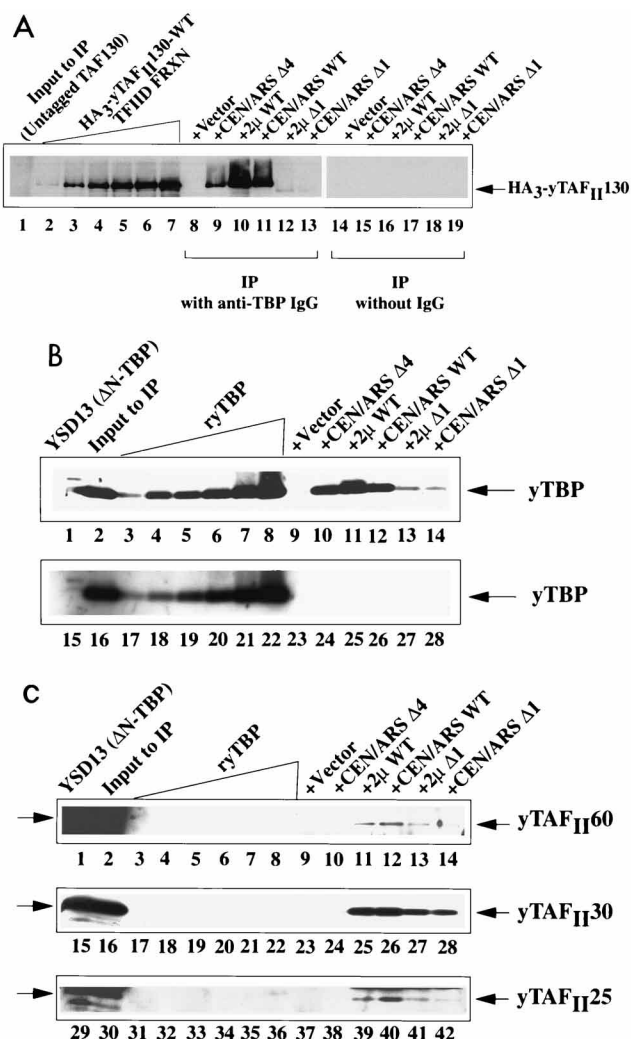 A
Input to IP
(Untagged TAF130)
HA3-yTAFII130-WT
TFIID FRXN
+Vector
+CEN/ARS Δ4
+2μ WT
+CEN/ARS WT
+2μ Δ1
+CEN/ARS Δ1
+Vector
+CEN/ARS Δ4
+2μ WT
+CEN/ARS WT
+2μ Δ1
+CEN/ARS Δ1
HA3-yTAFII130
1 2 3 4 5 6 7 8 9 10 11 12 13 14 15 16 17 18 19
IP
with anti-TBP IgG
IP
without IgG
B
YSD13 (ΔN-TBP)
Input to IP
ryTBP
+Vector
+CEN/ARS Δ4
+2μ WT
+CEN/ARS WT
+2μ Δ1
+CEN/ARS Δ1
yTBP
1 2 3 4 5 6 7 8 9 10 11 12 13 14
yTBP
15 16 17 18 19 20 21 22 23 24 25 26 27 28
C
YSD13 (ΔN-TBP)
Input to IP
ryTBP
+Vector
+CEN/ARS Δ4
+2μ WT
+CEN/ARS WT
+2μ Δ1
+CEN/ARS Δ1
yTAFII60
1 2 3 4 5 6 7 8 9 10 11 12 13 14
yTAFII30
15 16 17 18 19 20 21 22 23 24 25 26 27 28
yTAFII25
29 30 31 32 33 34 35 36 37 38 39 40 41 42